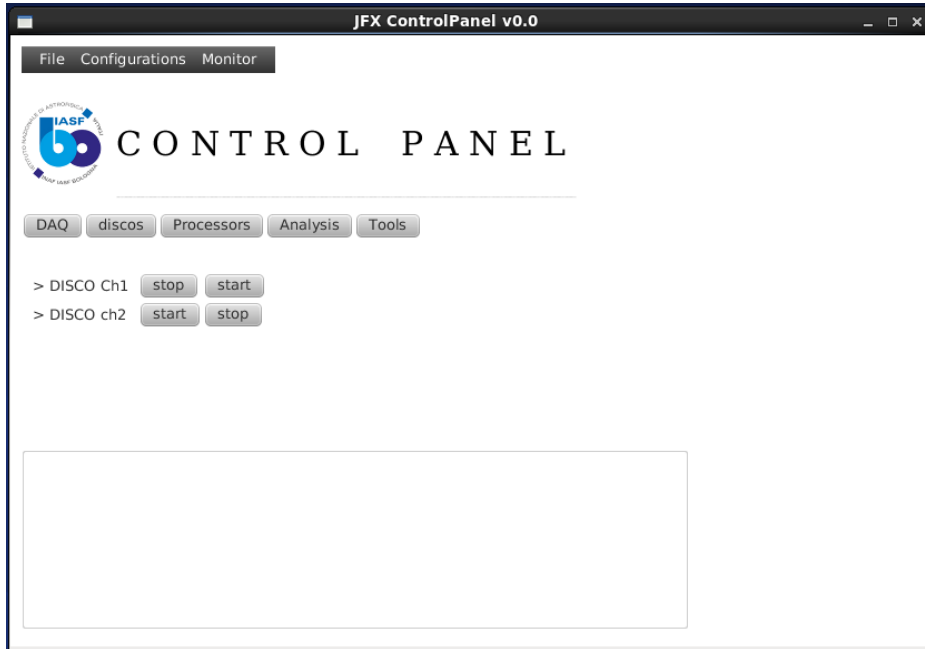 JFX ControlPanel v0.0
File Configurations Monitor
IASF
CONTROL PANEL
DAQ discos Processors Analysis Tools
> DISCO Ch1 stop start
> DISCO ch2 start stop